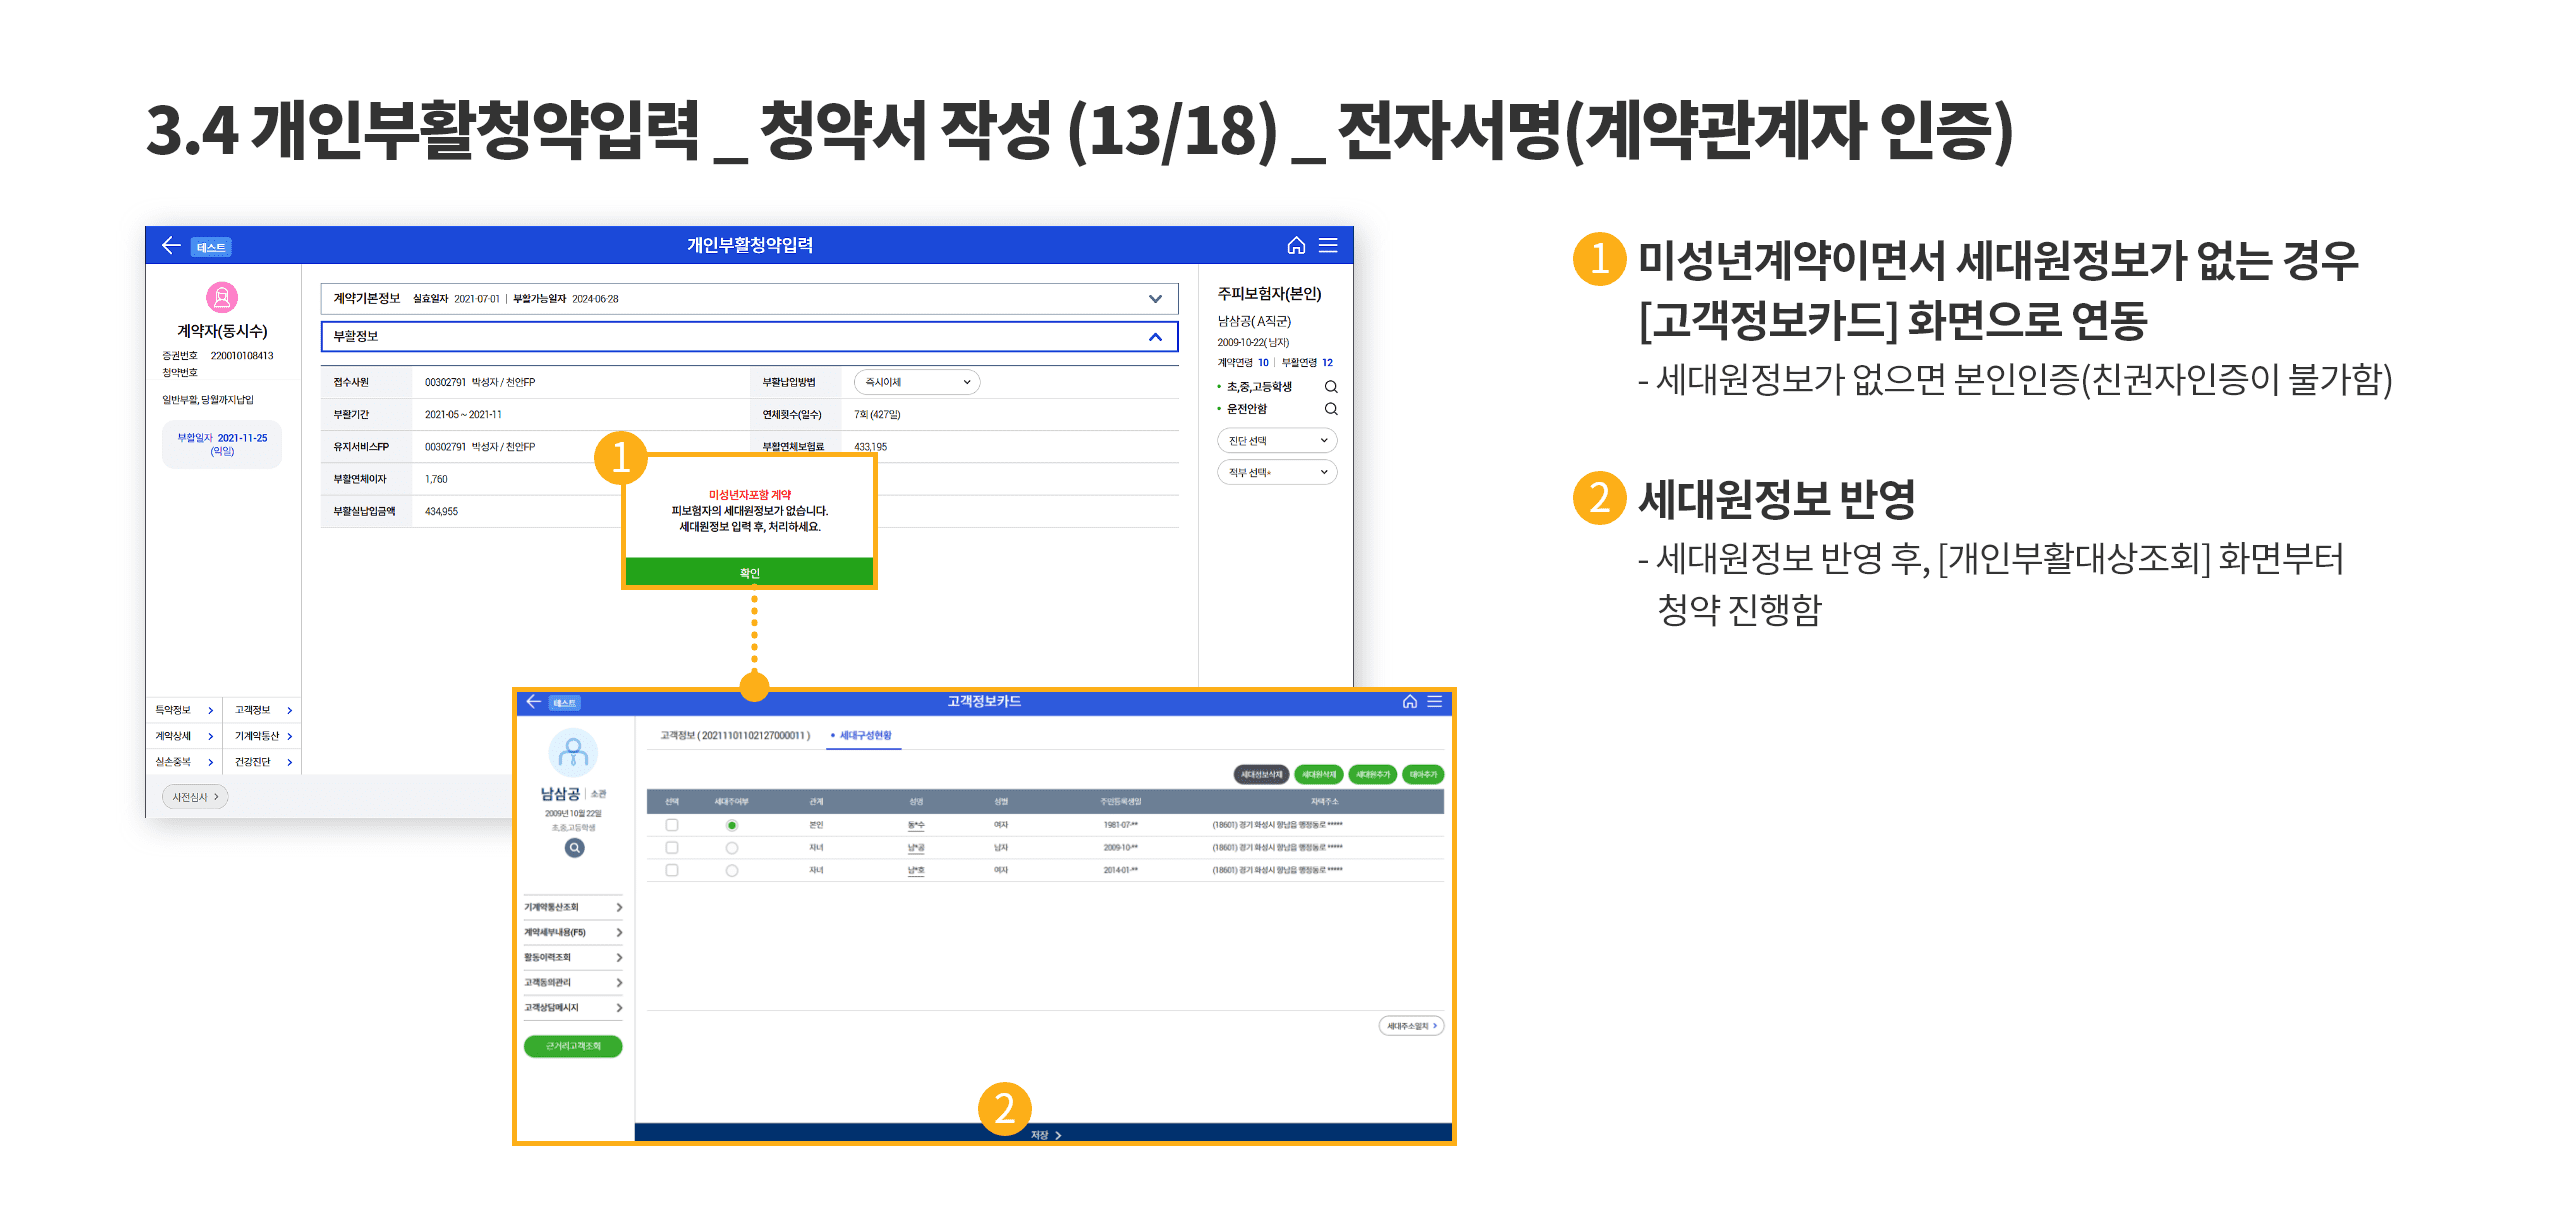 3.4 개인부활청약입력 _ 청약서 작성 (13/18) _ 전자서명(계약관계자 인증)
테스트
개인부활청약입력
계약자(동시수)
증권번호 220010108413
청약번호
일반부활, 당월까지납입
부활일자 2021-11-25
(익일)
특약정보
고객정보
계약상세
기계약통산
실손중복
건강진단
사전심사
계약기본정보 실효일자 2021-07-01 | 부활가능일자 2024-06-28
부활정보
접수사원 00302791 박성자 / 천안FP 부활납입방법 즉시이체
부활기간 2021-05 ~ 2021-11 연체횟수(일수) 7회 (427일)
유지서비스FP 00302791 박성자 / 천안FP 부활연체보험료 433,195
부활연체이자 1,760
부활실납입금액 434,955
1
미성년자포함 계약
피보험자의 세대원정보가 없습니다.
세대원정보 입력 후, 처리하세요.
확인
주피보험자(본인)
남삼공( A직군)
2009-10-22( 남자)
계약연령 10 | 부활연령 12
초,중,고등학생
운전안함
진단 선택
적부 선택*
테스트
고객정보카드
남삼공 | 소관
2009년 10월 22일
초,중,고등학생
기계약통산조회
계약세부내용(F5)
활동이력조회
고객동의관리
고객상담메시지
근거리고객조회
고객정보 ( 20211101102127000011 )
세대구성현황
세대정보삭제 세대원삭제 세대원추가 태아추가
선택 세대주여부 관계 성명 성별 주민등록생일 자택주소
본인 동*수 여자 1981-07-** (18601) 경기 화성시 향남읍 행정동로 *****
자녀 남*공 남자 2009-10-** (18601) 경기 화성시 향남읍 행정동로 *****
자녀 남*호 여자 2014-01-** (18601) 경기 화성시 향남읍 행정동로 *****
세대주소일치
2
저장
1 미성년계약이면서 세대원정보가 없는 경우
[고객정보카드] 화면으로 연동
- 세대원정보가 없으면 본인인증(친권자인증이 불가함)
2 세대원정보 반영
- 세대원정보 반영 후, [개인부활대상조회] 화면부터
청약 진행함